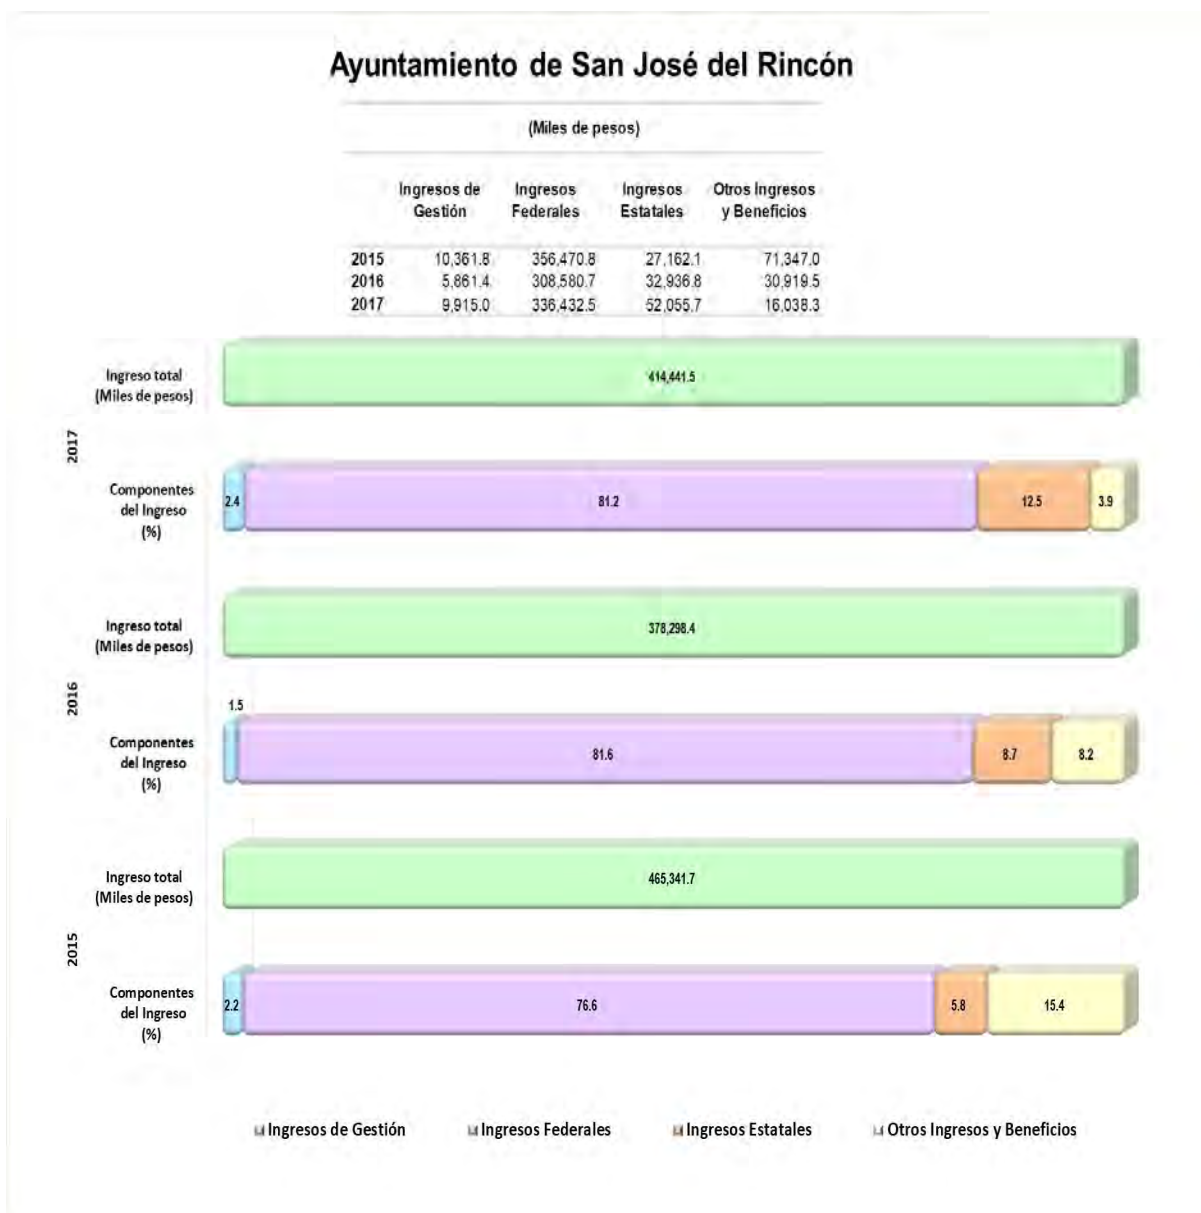 Ayuntamiento de San José del Rincón
(Miles de pesos)
Ingresos de Gestión Ingresos Federales Ingresos Estatales Otros Ingresos y Beneficios
2015 10,361.8 356,470.8 27,162.1 71,347.0
2016 5,861.4 308,580.7 32,936.8 30,919.5
2017 9,915.0 336,432.5 52,055.7 16,038.3
2017
Ingreso total
(Miles de pesos)
414,441.5
Componentes
del Ingreso
(%)
2.4 81.2 12.5 3.9
2016
Ingreso total
(Miles de pesos)
378,298.4
Componentes
del Ingreso
(%)
1.5
81.6 8.7 8.2
2015
Ingreso total
(Miles de pesos)
465,341.7
Componentes
del Ingreso
(%)
2.2 76.6 5.8 15.4
Ingresos de Gestión Ingresos Federales Ingresos Estatales Otros Ingresos y Beneficios